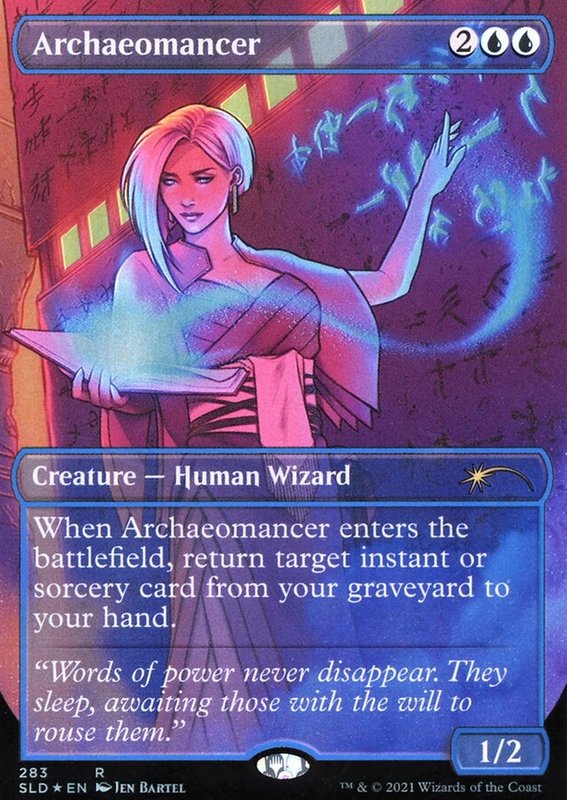 Archaeomancer 2
Creature — Human Wizard
When Archaeomancer enters the
battlefield, return target instant or
sorcery card from your graveyard to
your hand.
“Words of power never disappear. They
sleep, awaiting those with the will to
rouse them.”
1/2
283 R
SLD ★ EN Jen Bartel
™ & © 2021 Wizards of the Coast